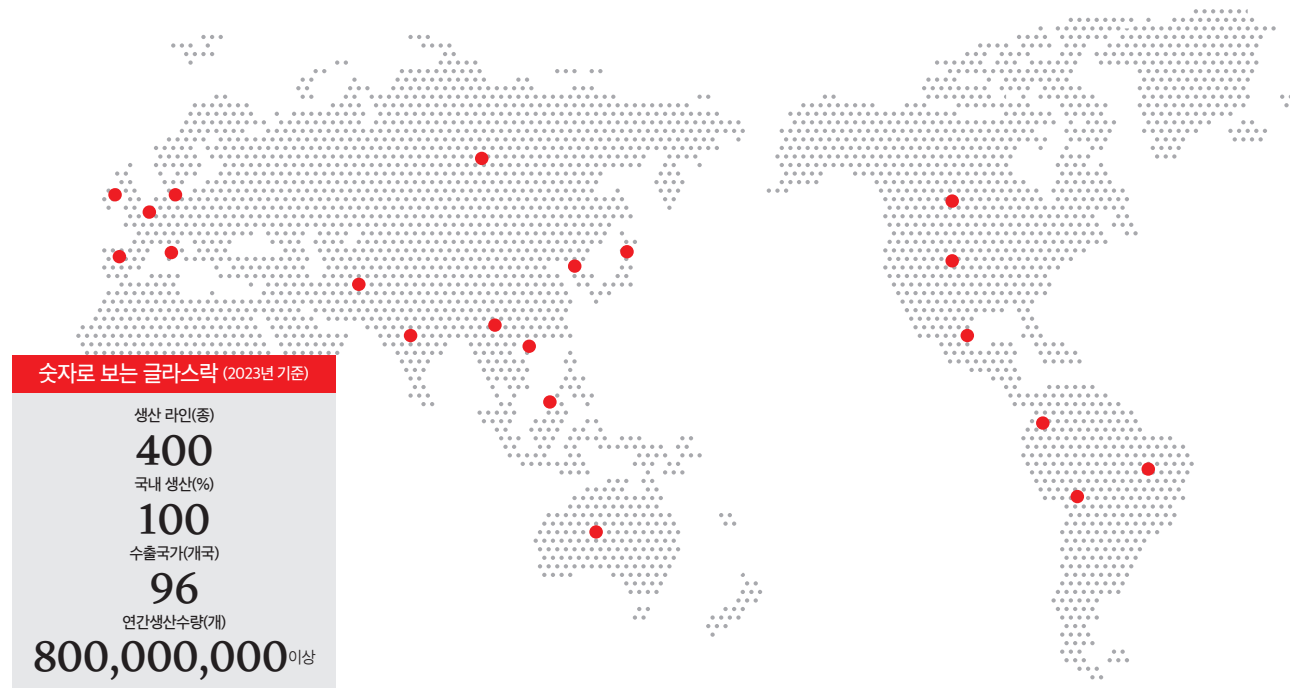 숫자로 보는 글라스락 (2023년 기준)
생산 라인(종)
400
국내 생산(%)
100
수출국가(개국)
96
연간생산수량(개)
800,000,000이상